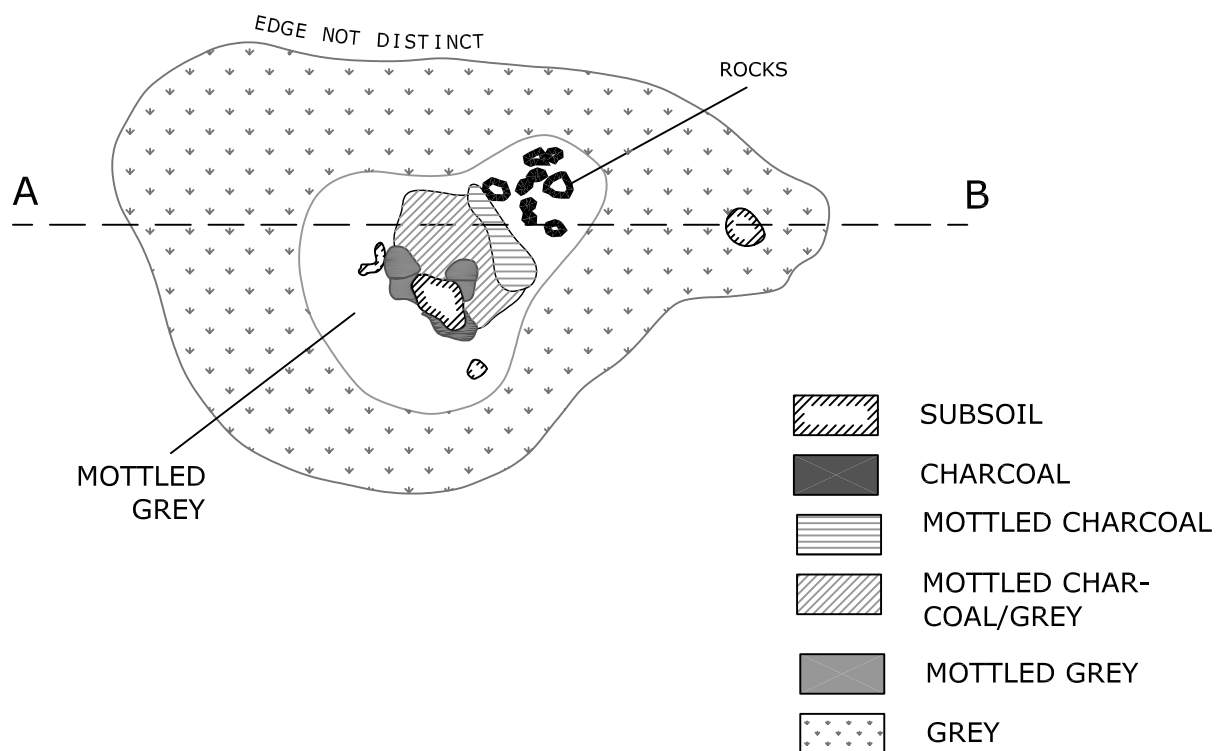 EDGE NOT DISTINCT
ROCKS
A
B
MOTTLED
GREY
SUBSOIL
CHARCOAL
MOTTLED CHARCOAL
MOTTLED CHAR-
COAL/GREY
MOTTLED GREY
GREY